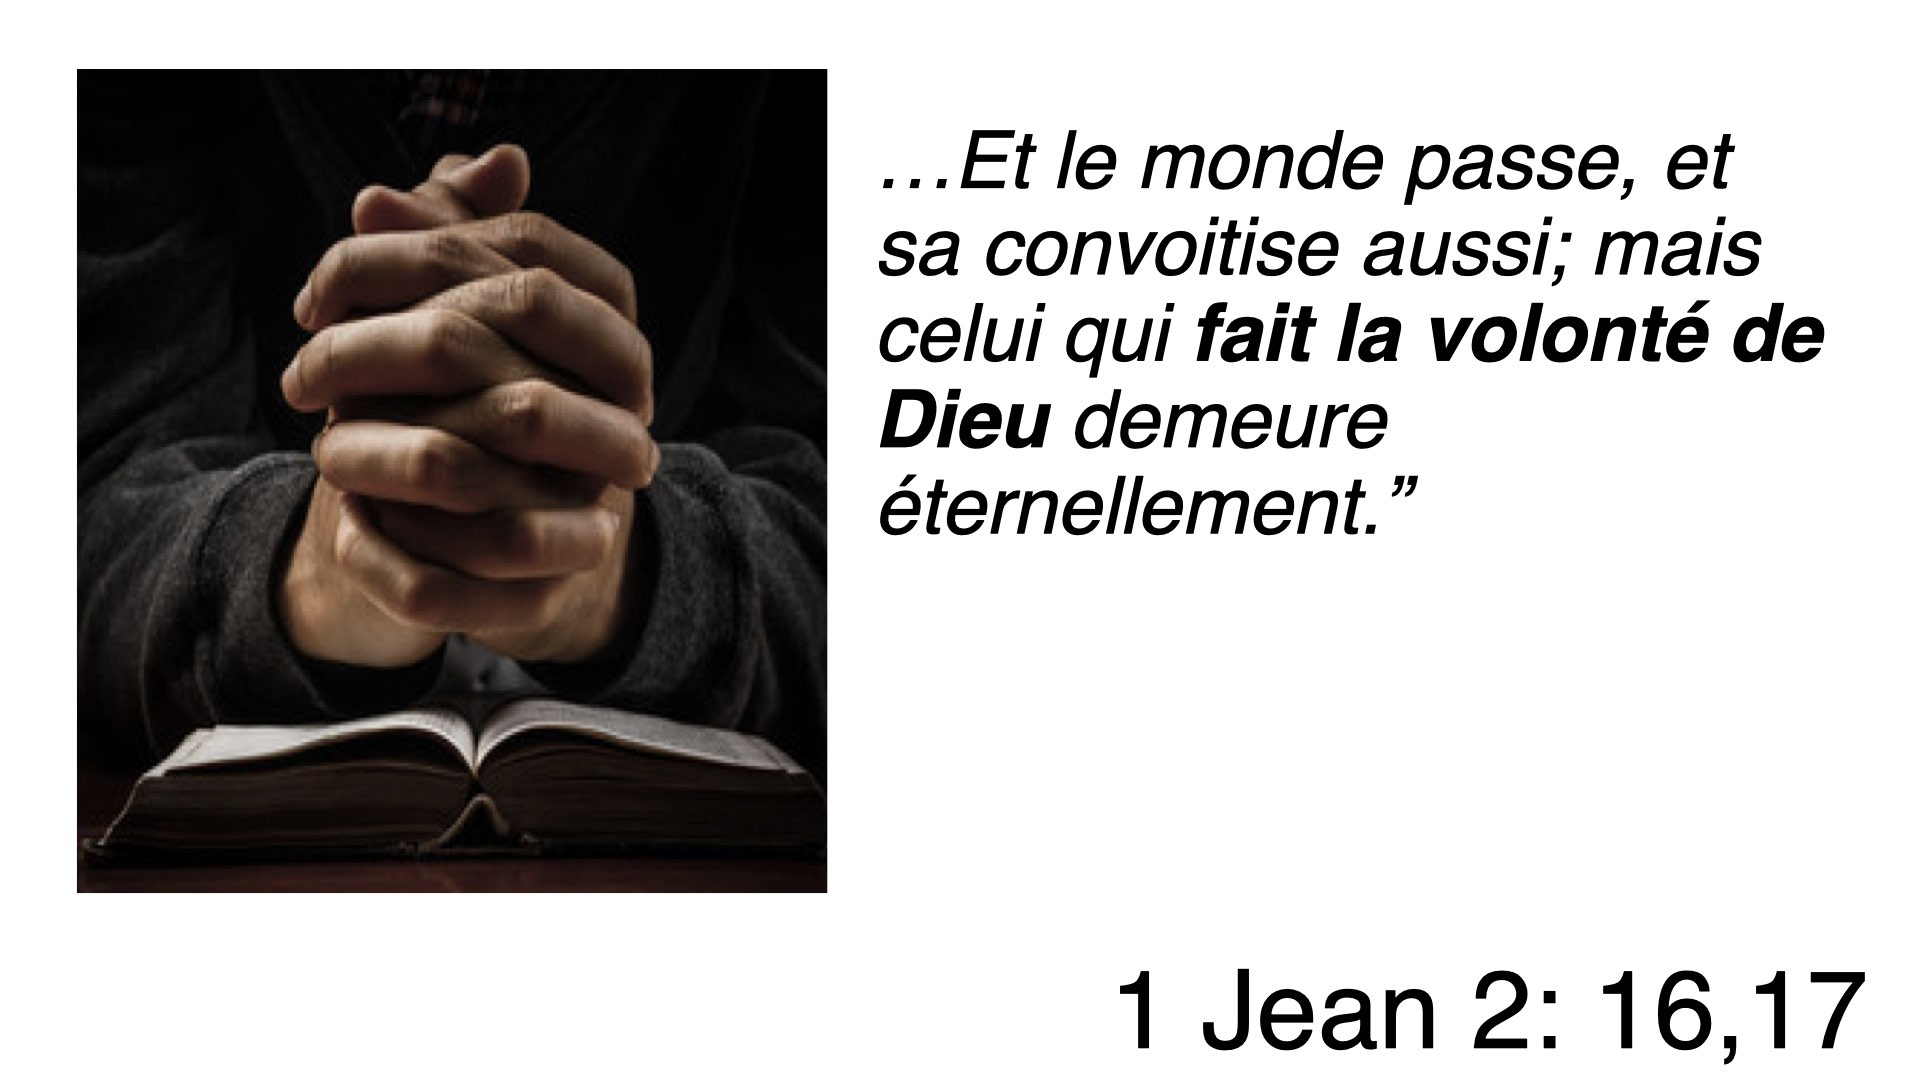 …Et le monde passe, et
sa convoitise aussi; mais
celui qui fait la volonté de
Dieu demeure
éternellement.”
1 Jean 2: 16,17